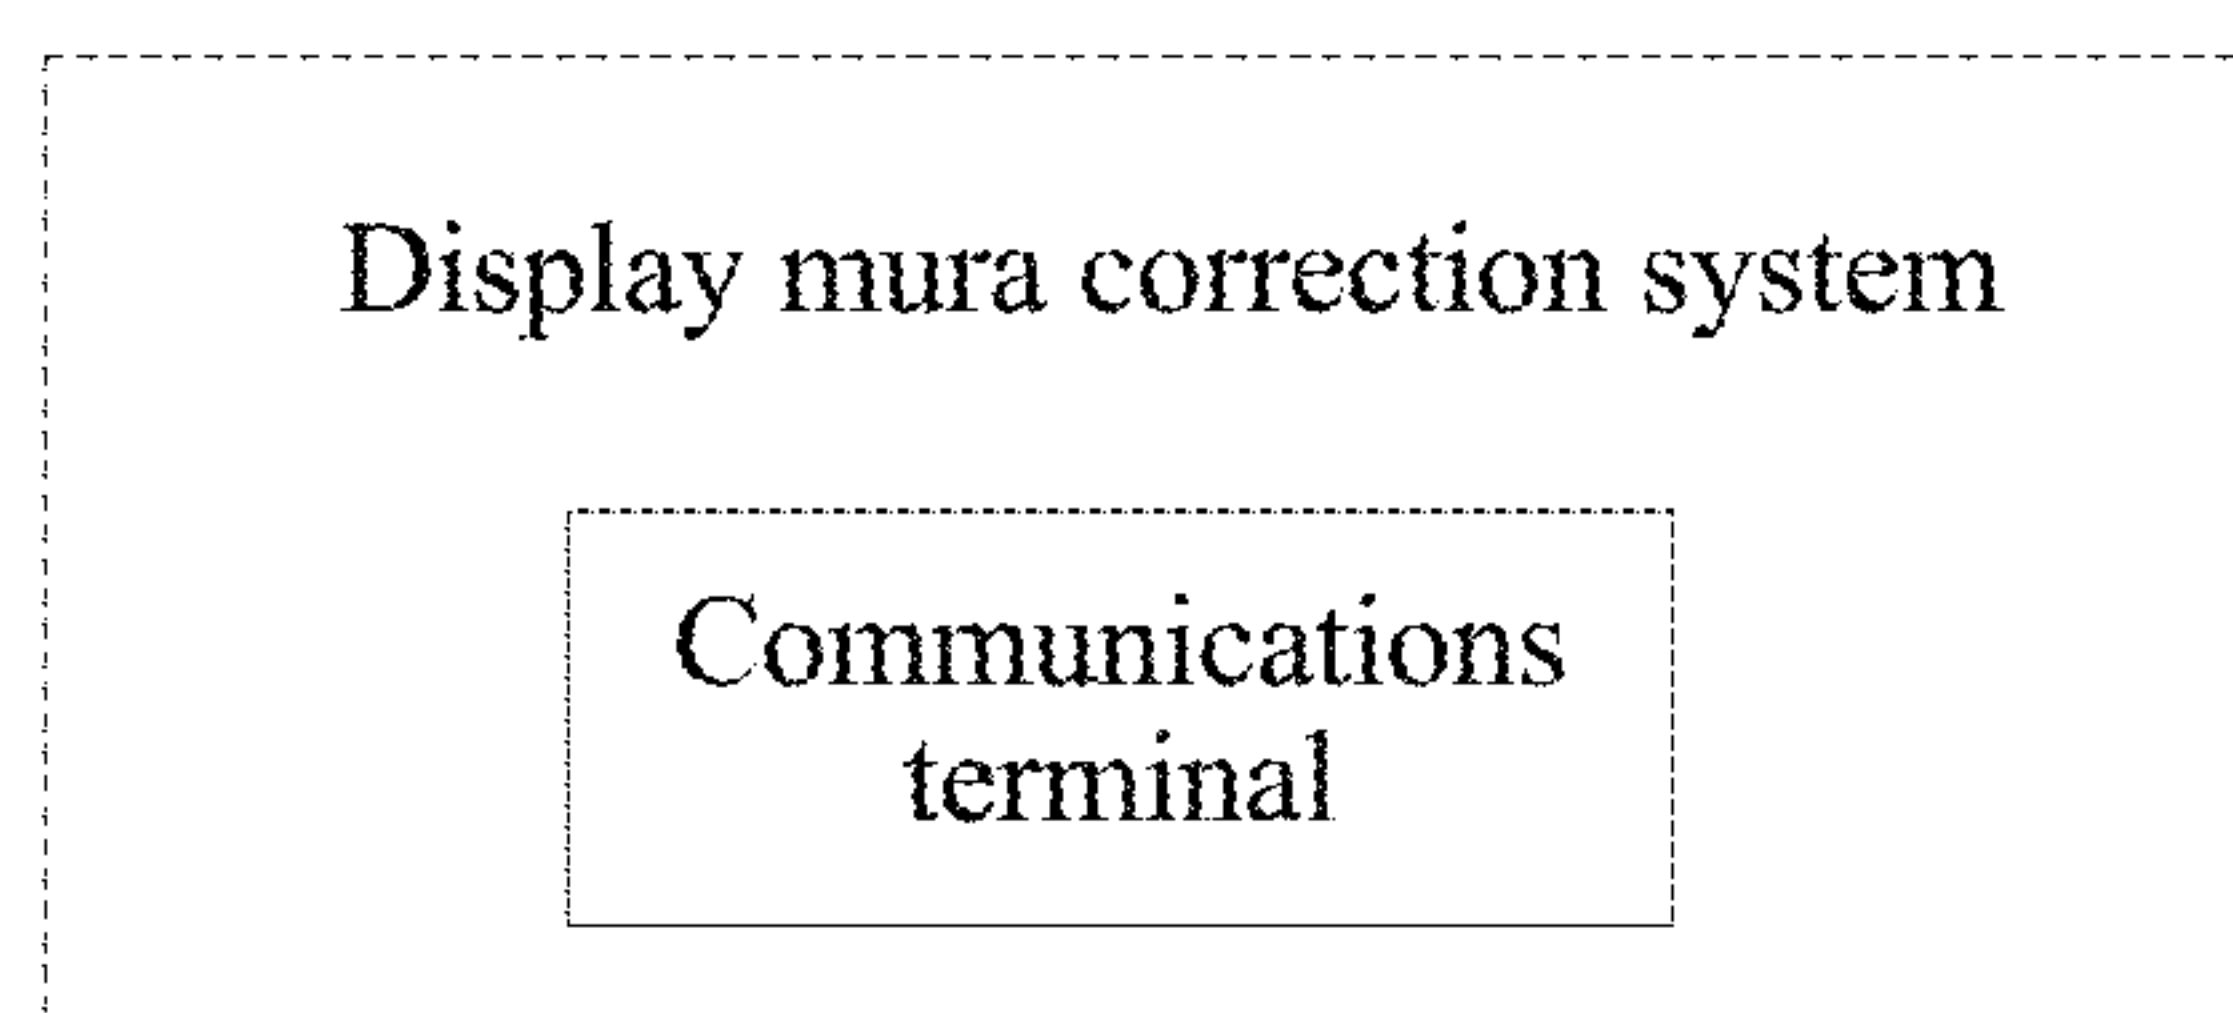 Display mura correction system
Communications
terminal